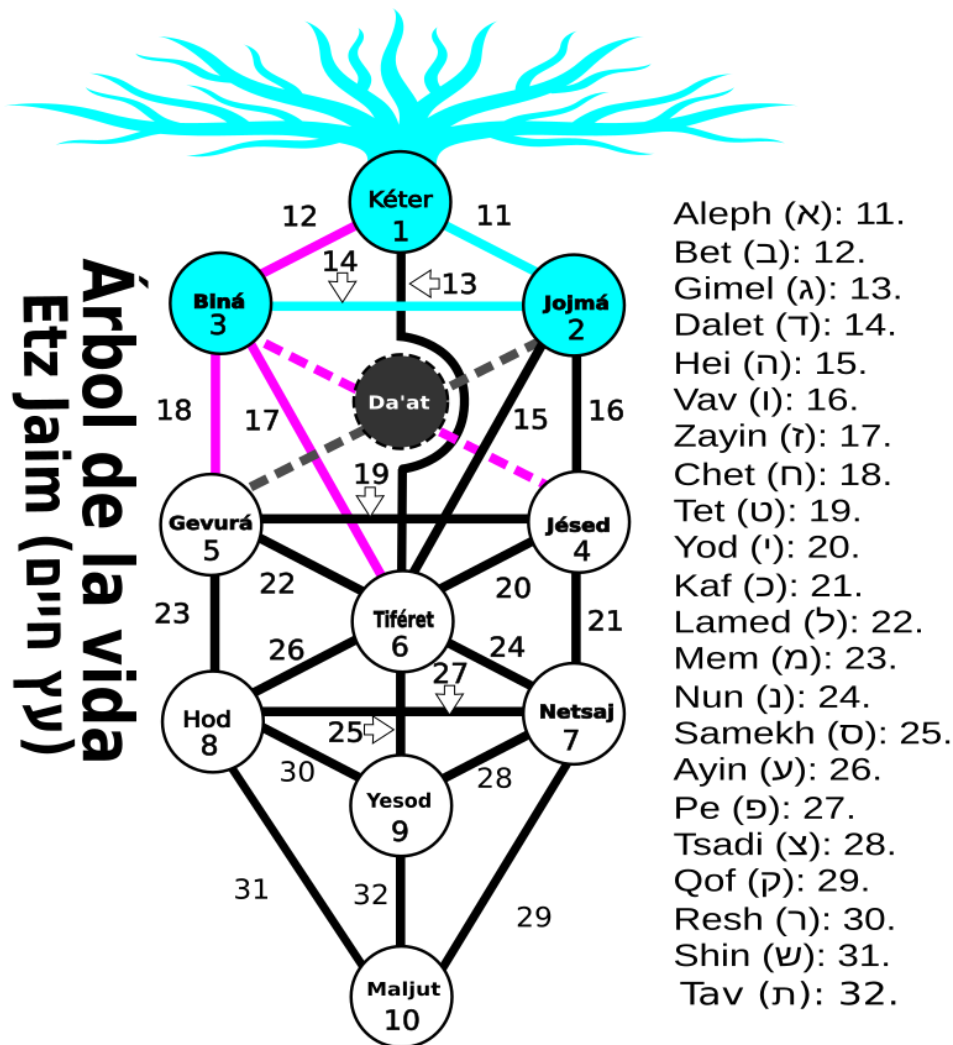 Kéter
1
12
11
14
13
BIná
3
Jojmá
2
Da'at
18
17
15
16
19
Gevurá
5
Jésed
4
22
20
23
21
Tiféret
6
26
24
27
25
Hod
8
Netsaj
7
30
28
Yesod
9
31
32
29
Maljut
10
Árbol de la vida
Etz Jaim (עץ חיים)
Aleph (א): 11.
Bet (ב): 12.
Gimel (ג): 13.
Dalet (ד): 14.
Hei (ה): 15.
Vav (ו): 16.
Zayin (ז): 17.
Chet (ח): 18.
Tet (ט): 19.
Yod (י): 20.
Kaf (כ): 21.
Lamed (ל): 22.
Mem (מ): 23.
Nun (נ): 24.
Samekh (ס): 25.
Ayin (ע): 26.
Pe (פ): 27.
Tsadi (צ): 28.
Qof (ק): 29.
Resh (ר): 30.
Shin (ש): 31.
Tav (ת): 32.